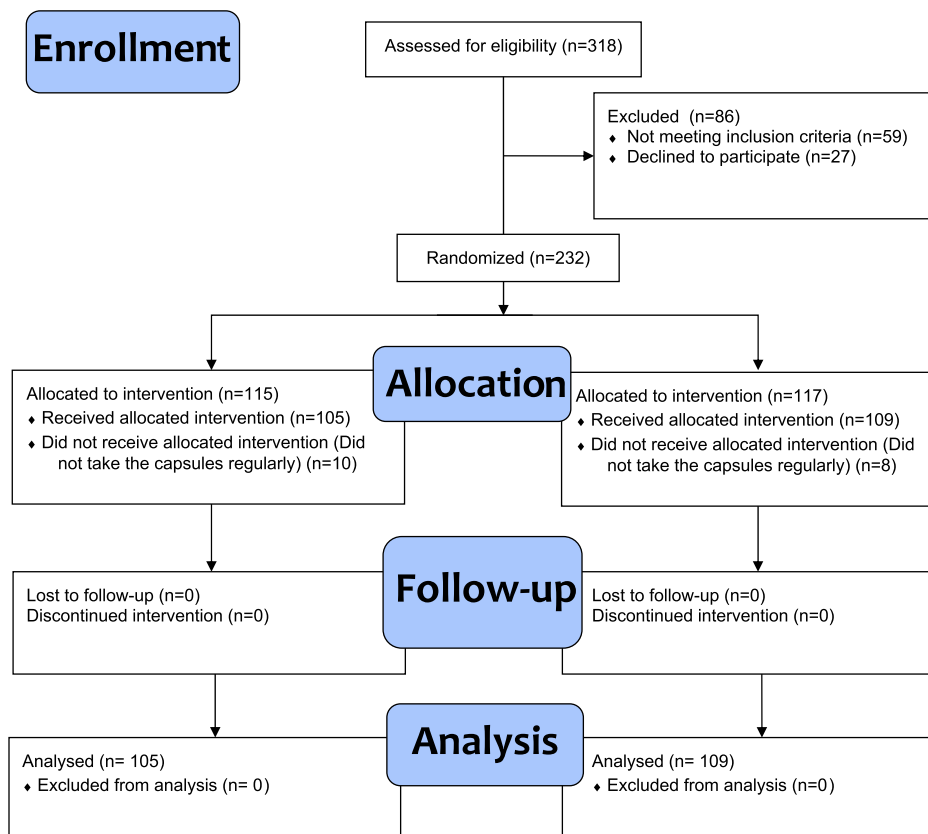 Enrollment
Assessed for eligibility (n=318)
Excluded  (n=86)
♦ Not meeting inclusion criteria (n=59)
♦ Declined to participate (n=27)
Randomized (n=232)
Allocation
Allocated to intervention (n=115)
♦ Received allocated intervention (n=105)
♦ Did not receive allocated intervention (Did
not take the capsules regularly) (n=10)
Allocated to intervention (n=117)
♦ Received allocated intervention (n=109)
♦ Did not receive allocated intervention (Did
not take the capsules regularly) (n=8)
Follow-up
Lost to follow-up (n=0)
Discontinued intervention (n=0)
Lost to follow-up (n=0)
Discontinued intervention (n=0)
Analysis
Analysed (n= 105)
♦ Excluded from analysis (n= 0)
Analysed (n= 109)
♦ Excluded from analysis (n=0)